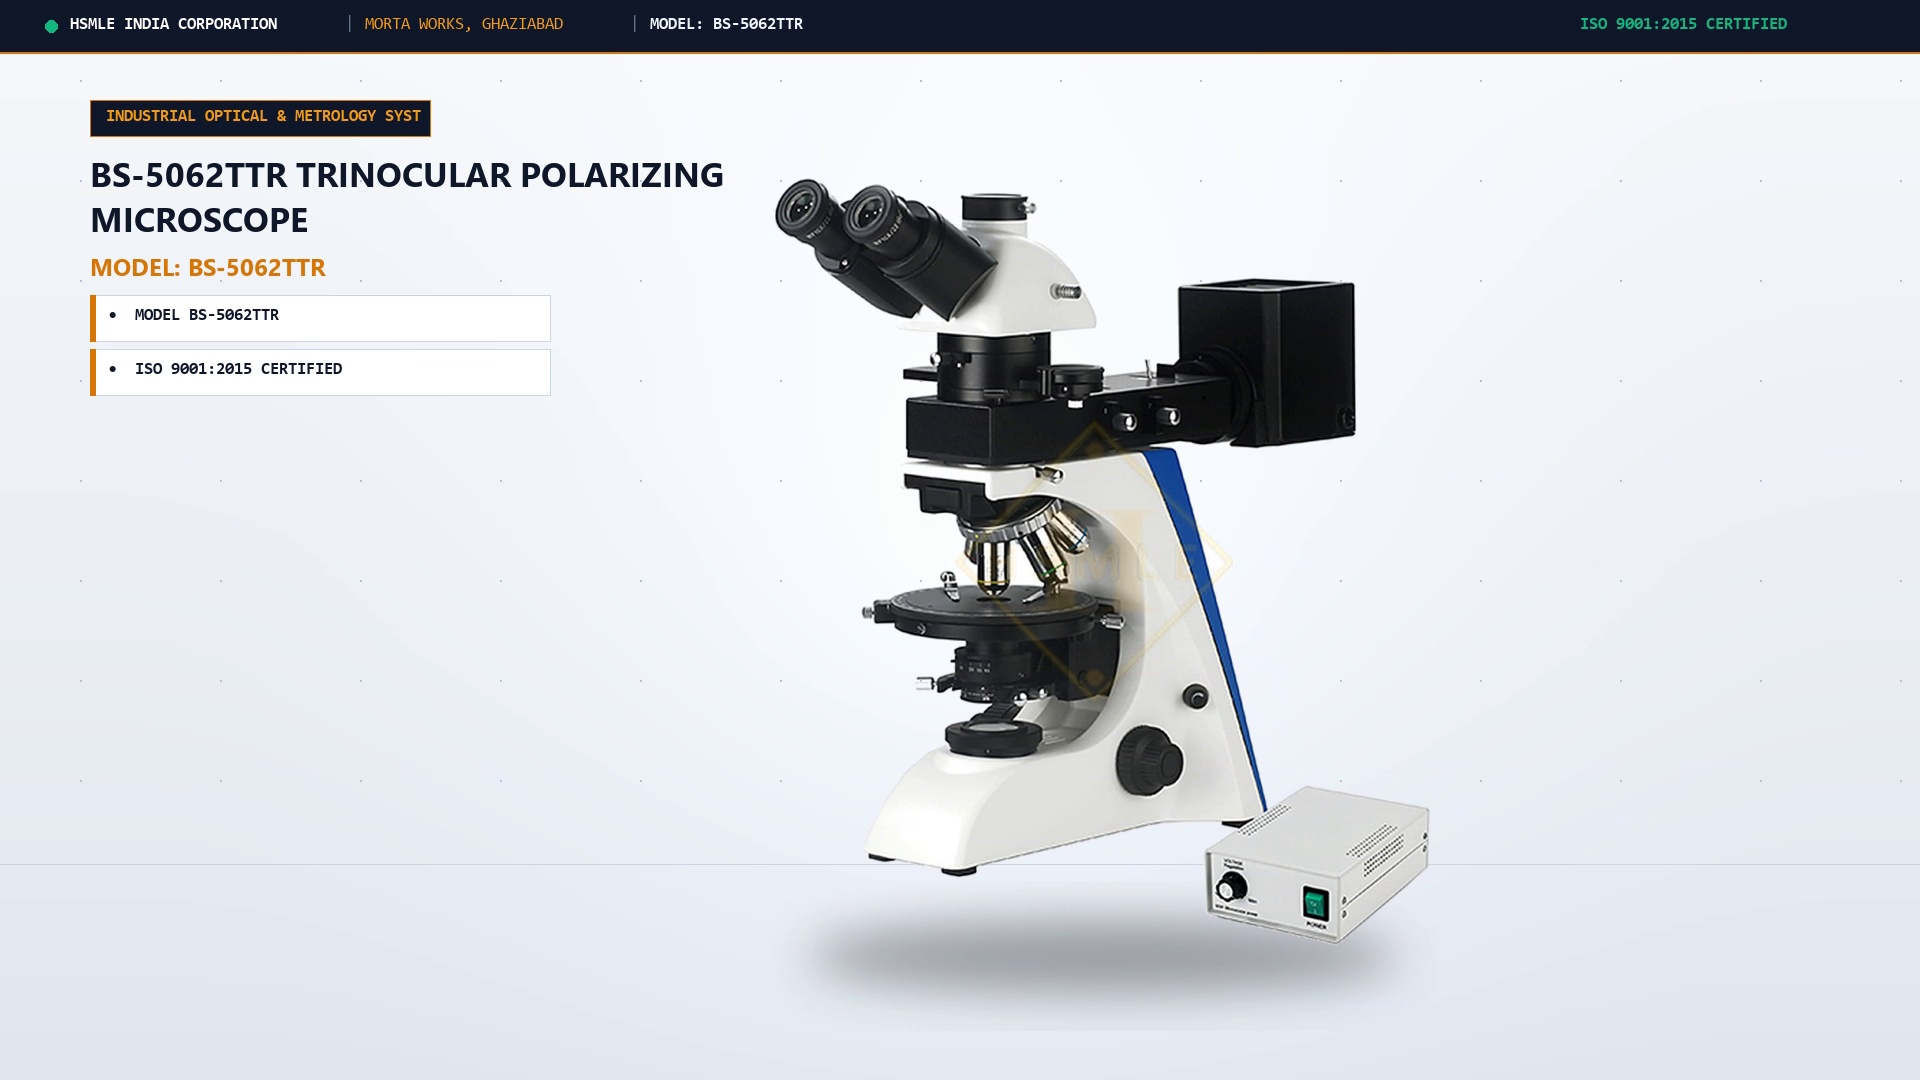 HSMLE INDIA CORPORATION
MORTA WORKS, GHAZIABAD
MODEL: BS-5062TTR
ISO 9001:2015 CERTIFIED
INDUSTRIAL OPTICAL & METROLOGY SYST
BS-5062TTR TRINOCULAR POLARIZING
MICROSCOPE
MODEL: BS-5062TTR
• MODEL BS-5062TTR
• ISO 9001:2015 CERTIFIED
VOLTAGE
POWER